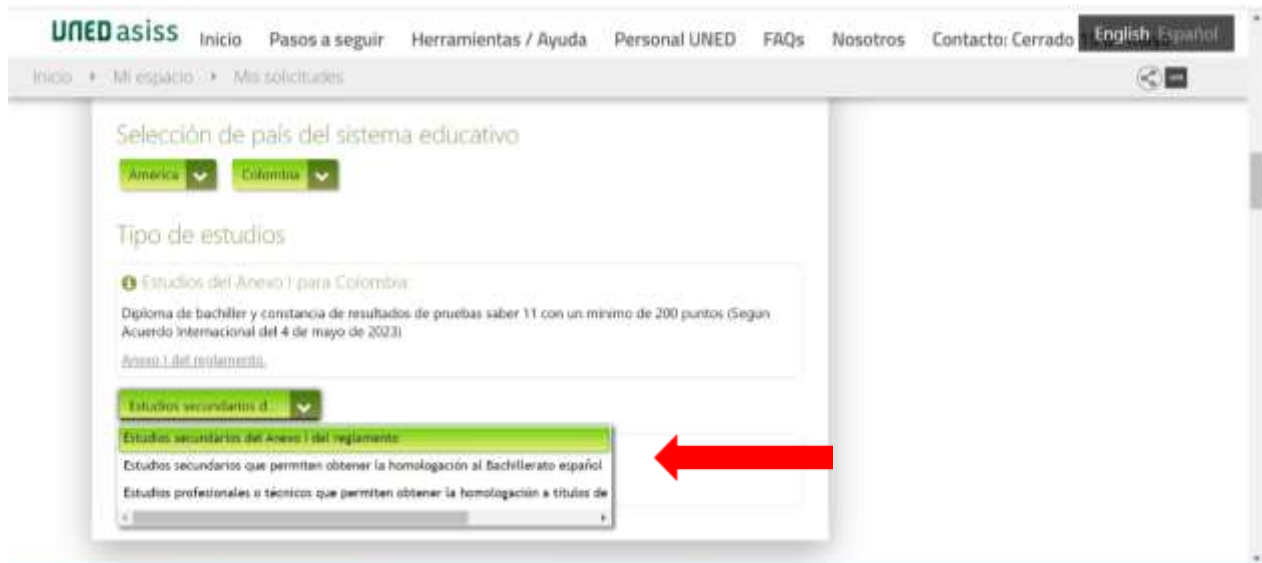 UNED asiss Inicio Pasos a seguir Herramientas / Ayuda Personal UNED FAQs Nosotros Contacto: Cerrado English Español
Inicio Mi espacio Mis solicitudes
Selección de país del sistema educativo
América Colombia
Tipo de estudios
Estudios del Anexo I para Colombia:
Diploma de bachiller y constancia de resultados de pruebas saber 11 con un mínimo de 200 puntos (Según
Acuerdo Internacional del 4 de mayo de 2023)
Anexo I del reglamento.
Estudios secundarios d...
Estudios secundarios del Anexo I del reglamento
Estudios secundarios que permiten obtener la homologación al Bachillerato español
Estudios profesionales o técnicos que permiten obtener la homologación a títulos de